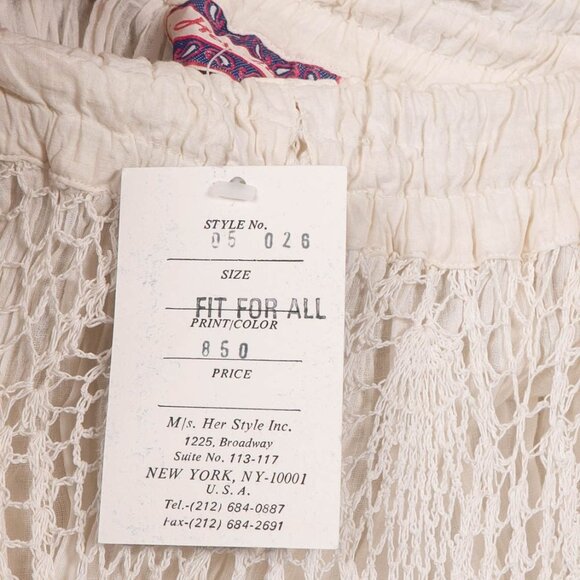 STYLE No.
05 026
SIZE
FIT FOR ALL
PRINT/COLOR
850
PRICE
M/s. Her Style Inc.
1225, Broadway
Suite No. 113-117
NEW YORK, NY-10001
U. S. A.
Tel.-(212) 684-0887
Fax-(212) 684-2691